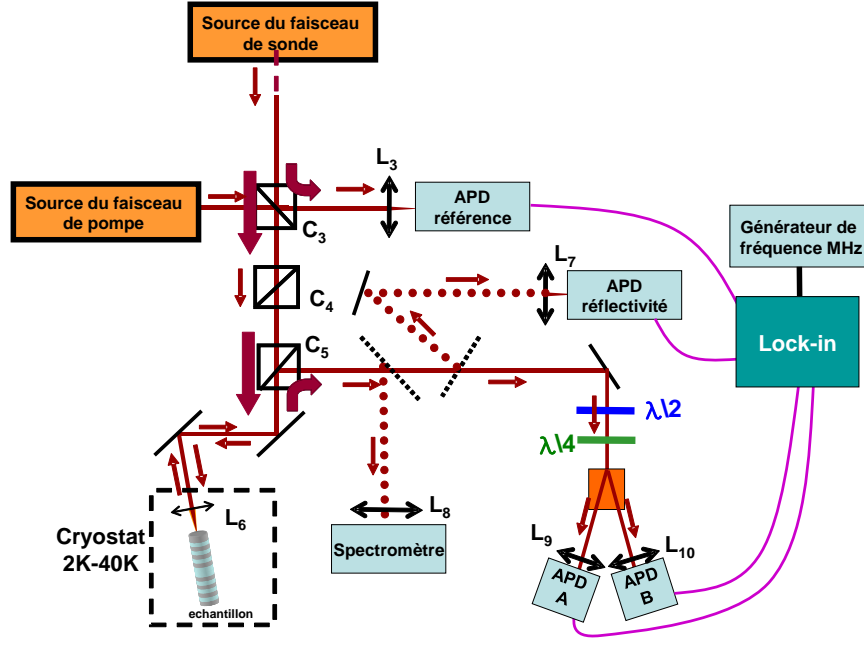 Source du faisceau
de sonde
L3
Source du faisceau
de pompe
APD
référence
C3
Générateur de
fréquence MHz
L7
C4
APD
réflectivité
Lock-in
C5
λ\2
λ\4
L6
L8
Cryostat
2K-40K
Spectromètre
L9
L10
APD
A
APD
B
echantillon